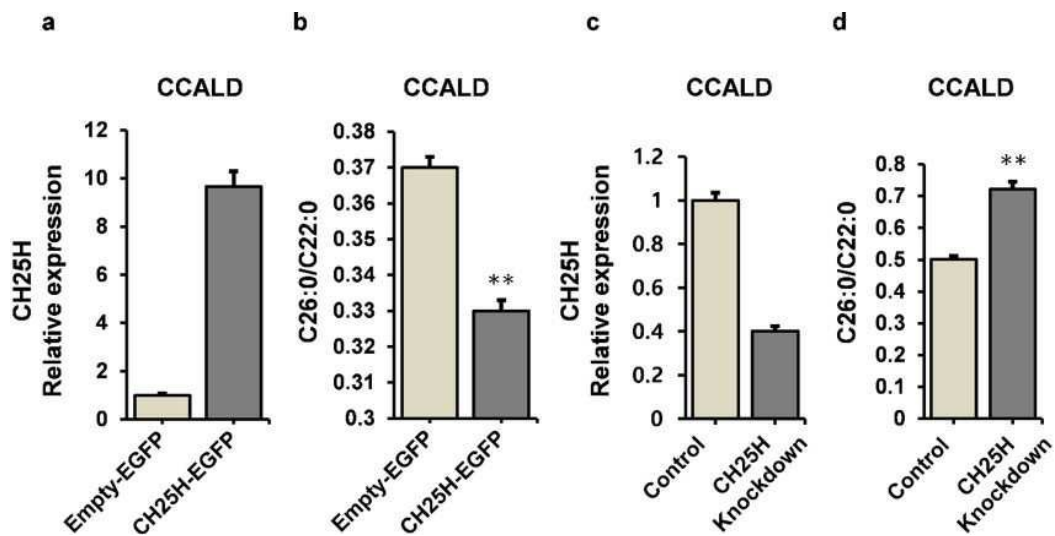 a
CCALD
CH25H
Relative expression
12
10
8
6
4
2
0
Empty-EGFP
CH25H-EGFP
b
CCALD
C26:0/C22:0
0.38
0.37
0.36
0.35
0.34
0.33
0.32
0.31
0.3
**
Empty-EGFP
CH25H-EGFP
c
CCALD
CH25H
Relative expression
1.2
1
0.8
0.6
0.4
0.2
0
Control
CH25H
Knockdown
d
CCALD
C26:0/C22:0
0.8
0.7
0.6
0.5
0.4
0.3
0.2
0.1
0
**
Control
CH25H
Knockdown